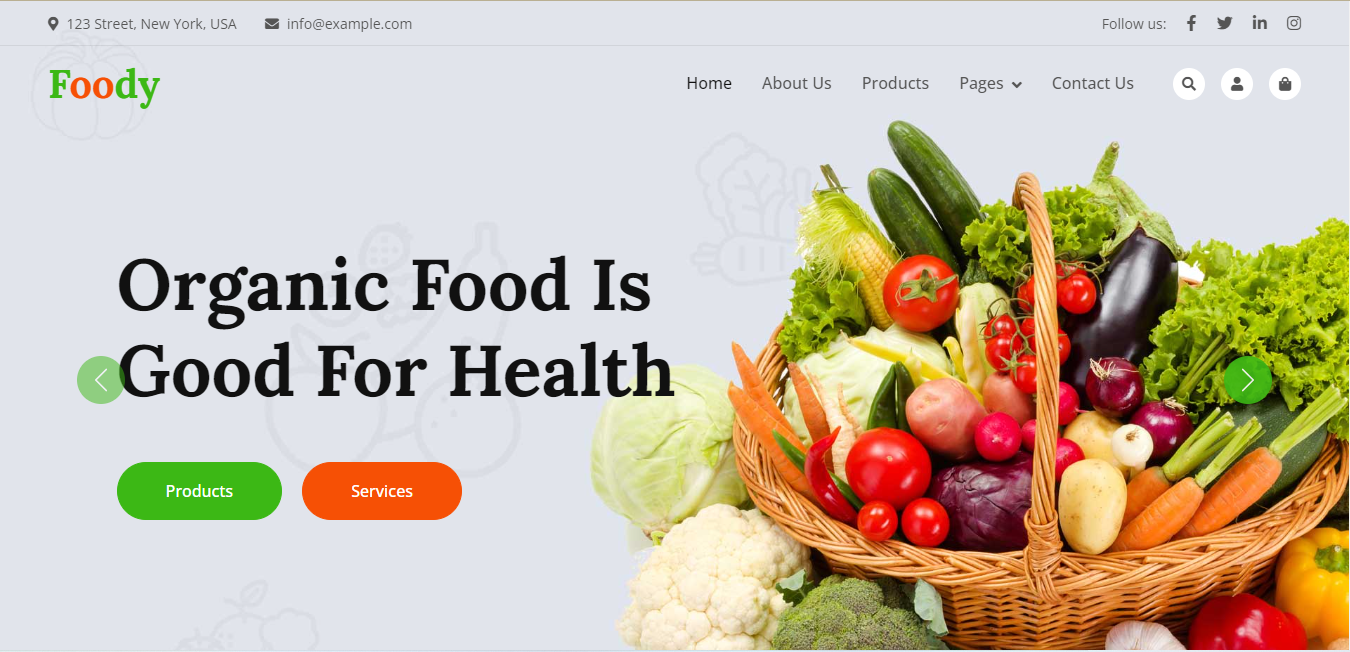 123 Street, New York, USA info@example.com Follow us:
Foody Home About Us Products Pages Contact Us
Organic Food Is
Good For Health
Products Services